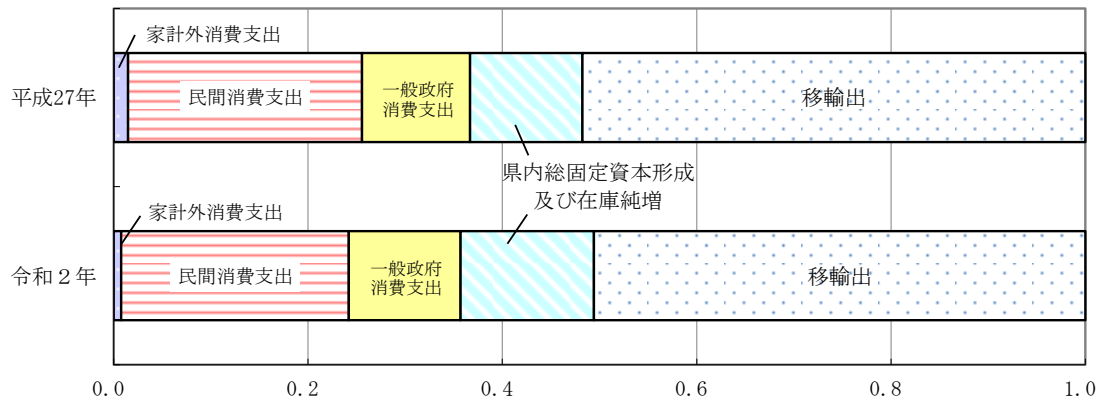 家計外消費支出
平成27年
民間消費支出
一般政府
消費支出
移輸出
県内総固定資本形成
及び在庫純増
家計外消費支出
令和２年
民間消費支出
一般政府
消費支出
移輸出
0.0 0.2 0.4 0.6 0.8 1.0